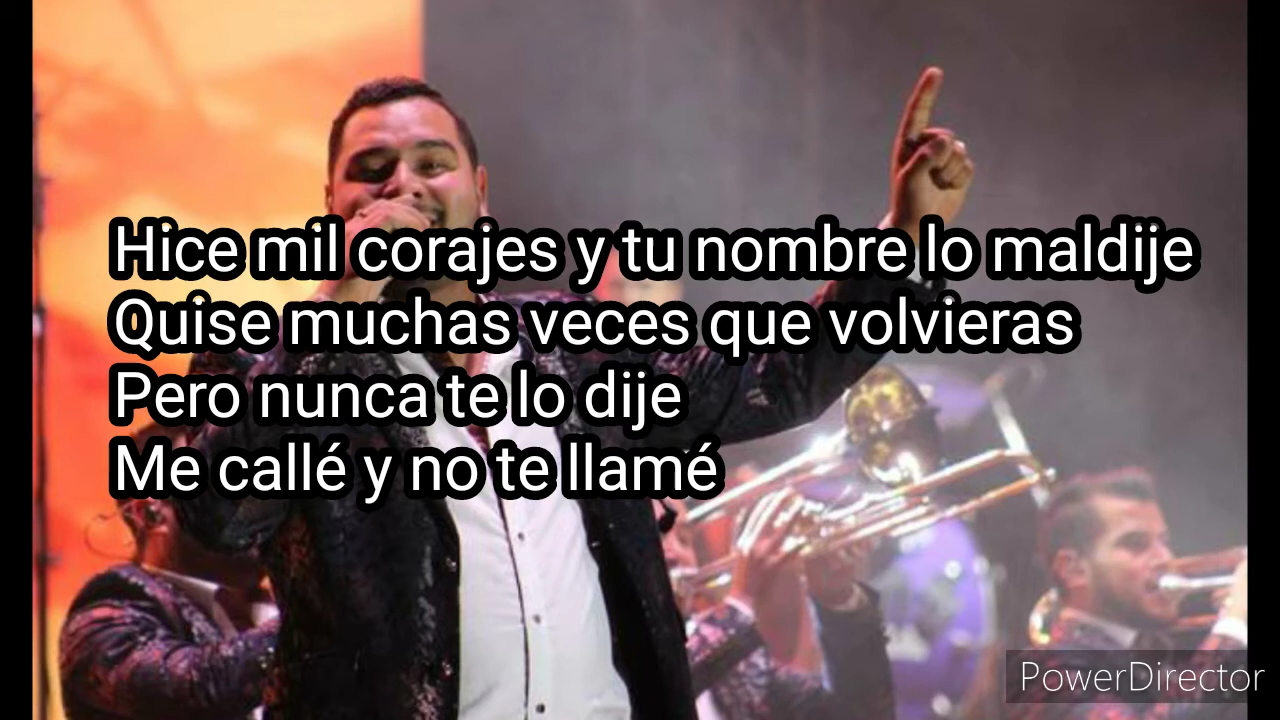 Hice mil corajes y tu nombre lo maldije
Quise muchas veces que volvieras
Pero nunca te lo dije
Me callé y no te llamé
PowerDirector